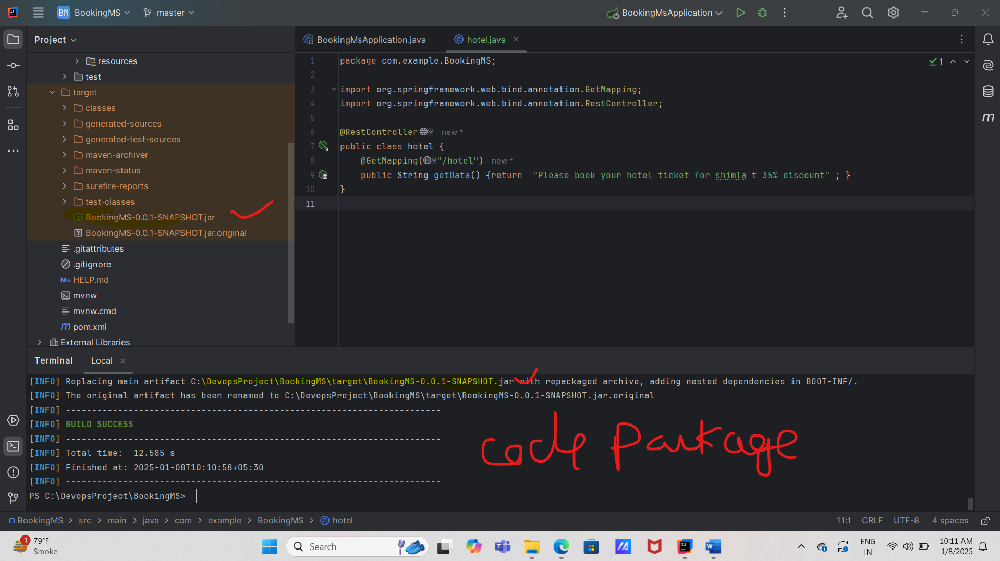 BM BookingMS master BookingMsApplication
Project BookingMsApplication.java hotel.java
resources
test
target
classes
generated-sources
generated-test-sources
maven-archiver
maven-status
surefire-reports
test-classes
BookingMS-0.0.1-SNAPSHOT.jar
BookingMS-0.0.1-SNAPSHOT.jar.original
.gitattributes
.gitignore
M↓ HELP.md
mvnw
mvnw.cmd
m pom.xml
External Libraries
1 package com.example.BookingMS;
2
3 import org.springframework.web.bind.annotation.GetMapping;
4 import org.springframework.web.bind.annotation.RestController;
5
6 @RestController new *
7 public class hotel {
8 @GetMapping("/hotel") new *
9 public String getData() {return "Please book your hotel ticket for shimla t 35% discount" ; }
10 }
11
1
m
Terminal Local
[INFO] Replacing main artifact C:\DevopsProject\BookingMS\target\BookingMS-0.0.1-SNAPSHOT.jar with repackaged archive, adding nested dependencies in BOOT-INF/.
[INFO] The original artifact has been renamed to C:\DevopsProject\BookingMS\target\BookingMS-0.0.1-SNAPSHOT.jar.original
[INFO] ------------------------------------------------------------------------
[INFO] BUILD SUCCESS
[INFO] ------------------------------------------------------------------------
[INFO] Total time:  12.585 s
[INFO] Finished at: 2025-01-08T10:10:58+05:30
[INFO] ------------------------------------------------------------------------
PS C:\DevopsProject\BookingMS>
code package
BookingMS > src > main > java > com > example > BookingMS > hotel 11:1 CRLF UTF-8 4 spaces
1 79°F
Smoke
Search
ENG
IN
10:11 AM
1/8/2025